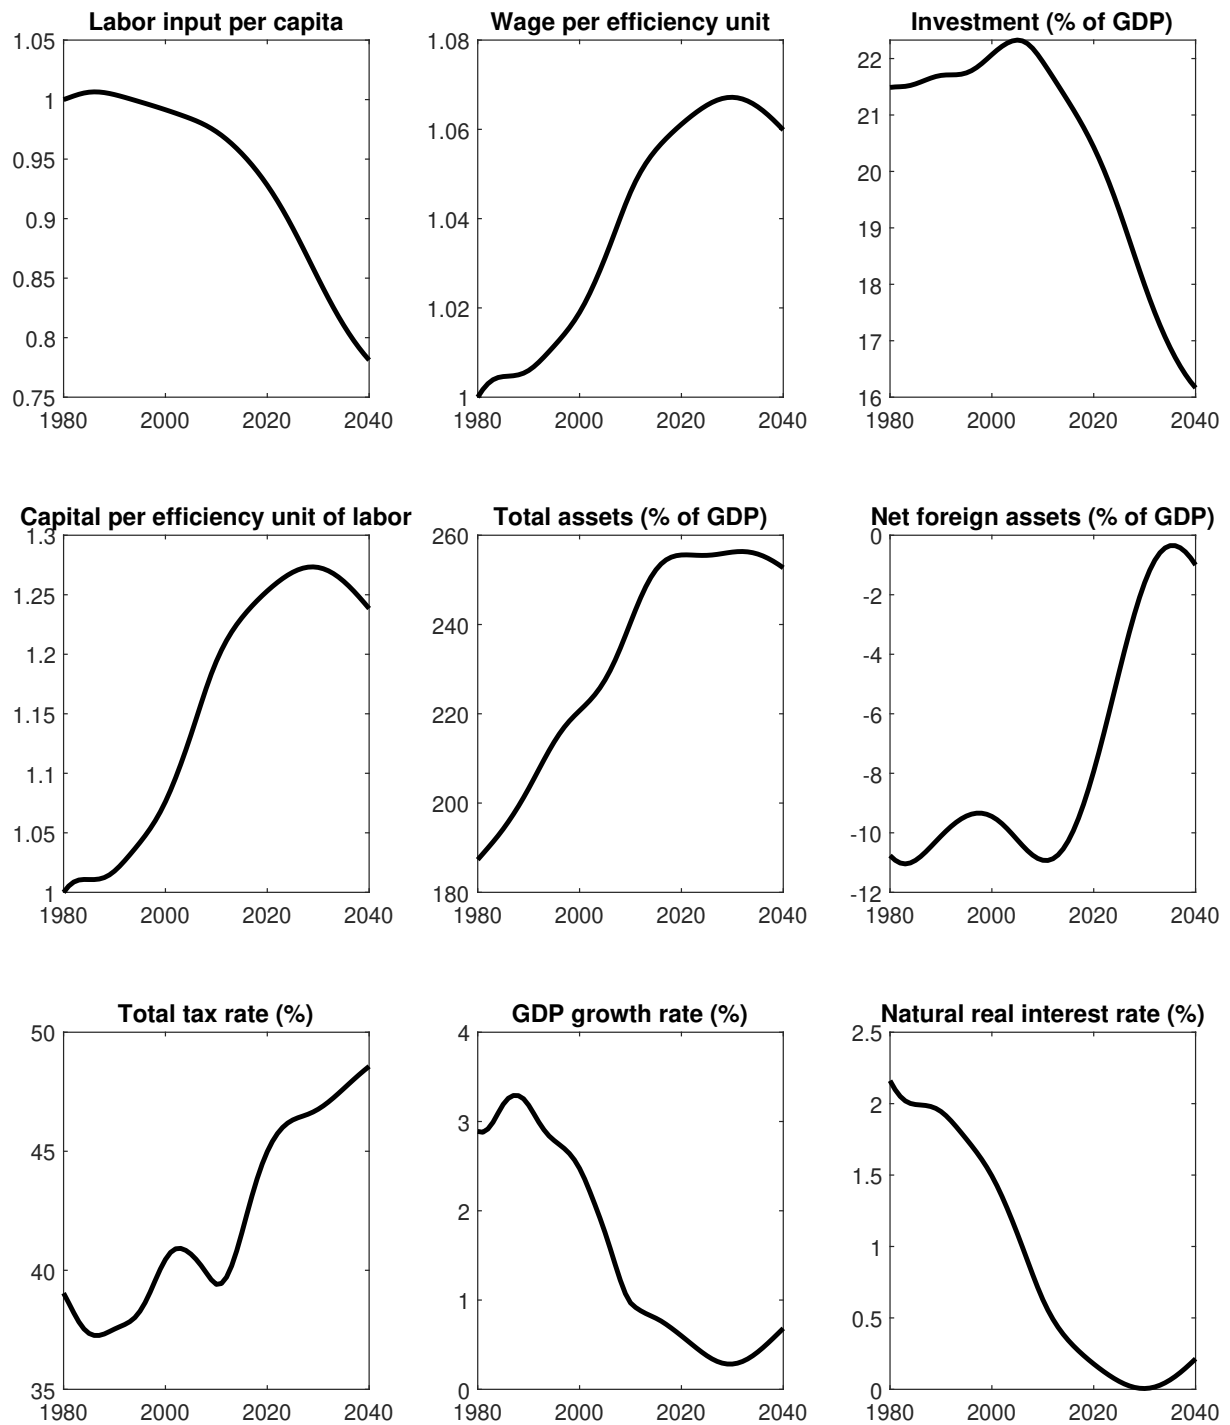 Labor input per capita
1.05
1
0.95
0.9
0.85
0.8
0.75
1980 2000 2020 2040
Wage per efficiency unit
1.08
1.06
1.04
1.02
1
1980 2000 2020 2040
Investment (% of GDP)
22
21
20
19
18
17
16
1980 2000 2020 2040
Capital per efficiency unit of labor
1.3
1.25
1.2
1.15
1.1
1.05
1
1980 2000 2020 2040
Total assets (% of GDP)
260
240
220
200
180
1980 2000 2020 2040
Net foreign assets (% of GDP)
0
-2
-4
-6
-8
-10
-12
1980 2000 2020 2040
Total tax rate (%)
50
45
40
35
1980 2000 2020 2040
GDP growth rate (%)
4
3
2
1
0
1980 2000 2020 2040
Natural real interest rate (%)
2.5
2
1.5
1
0.5
0
1980 2000 2020 2040